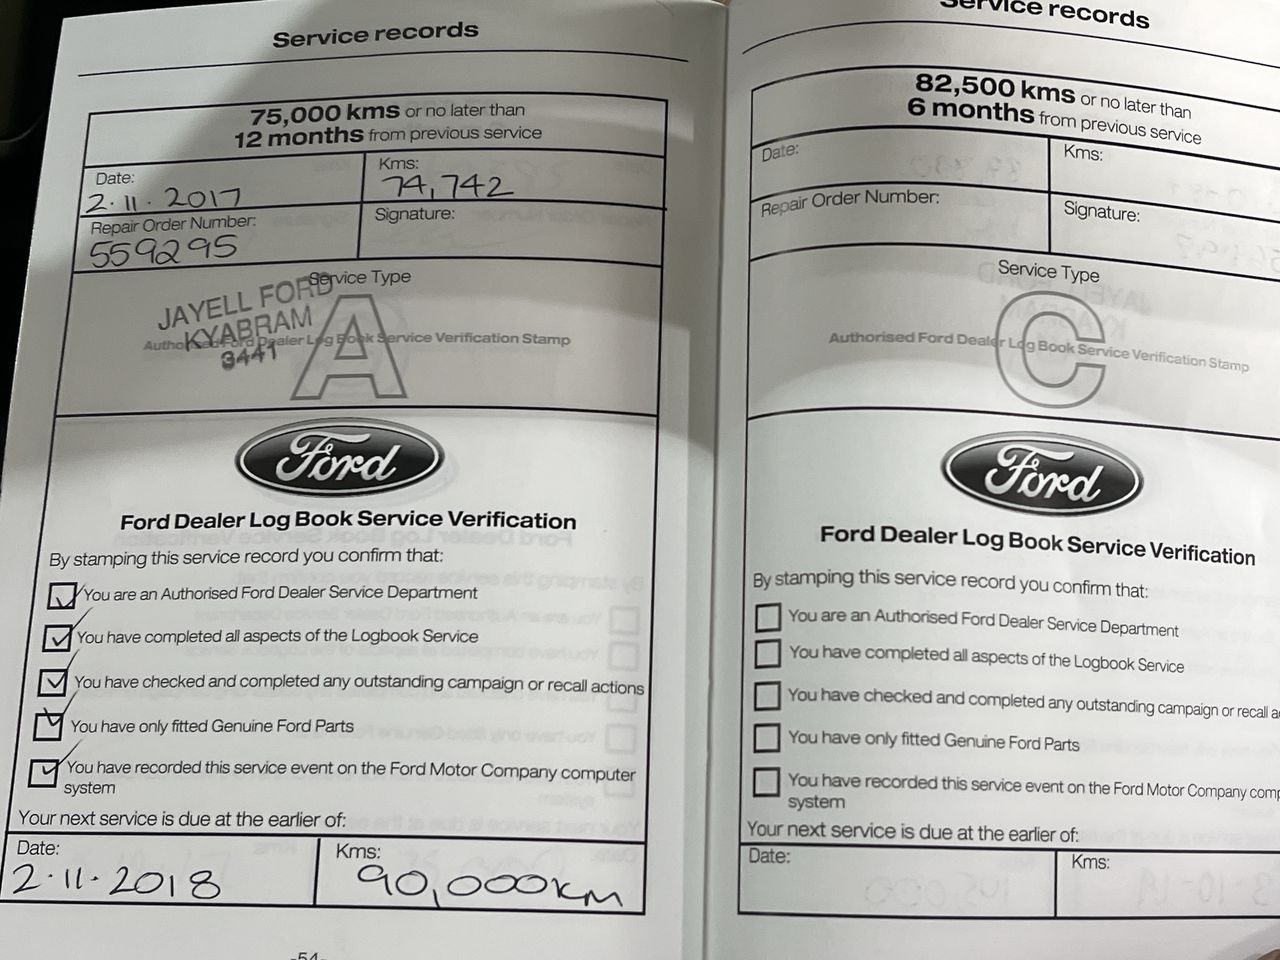 Service records
75,000 kms or no later than
12 months from previous service
Date:
2.11.2017
Kms:
74,742
Repair Order Number:
559295
Signature:
Service Type
A
JAYELL FORD
KYABRAM
3441
Authorised Ford Dealer Log Book Service Verification Stamp
Ford
Ford Dealer Log Book Service Verification
By stamping this service record you confirm that:
You are an Authorised Ford Dealer Service Department
You have completed all aspects of the Logbook Service
You have checked and completed any outstanding campaign or recall actions
You have only fitted Genuine Ford Parts
You have recorded this service event on the Ford Motor Company computer
system
Your next service is due at the earlier of:
Date:
2.11.2018
Kms:
90,000KM
-54-
Service records
82,500 kms or no later than
6 months from previous service
Date:
Kms:
Repair Order Number:
Signature:
Service Type
C
Authorised Ford Dealer Log Book Service Verification Stamp
Ford
Ford Dealer Log Book Service Verification
By stamping this service record you confirm that:
You are an Authorised Ford Dealer Service Department
You have completed all aspects of the Logbook Service
You have checked and completed any outstanding campaign or recall
You have only fitted Genuine Ford Parts
You have recorded this service event on the Ford Motor Company comp
system
Your next service is due at the earlier of:
Date:
Kms: